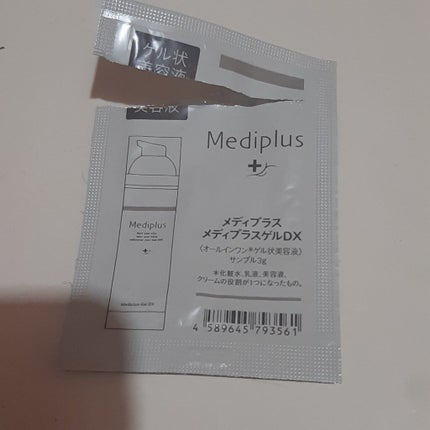 ゲル状
美容液
美容液
Mediplus
メディプラス
メディプラスゲルDX
〈オールインワン※ゲル状美容液〉
サンプル3g
※化粧水、乳液、美容液、
クリームの役割が1つになったもの。
Mediplus
Mediplus Gel DX
4 589645 793561